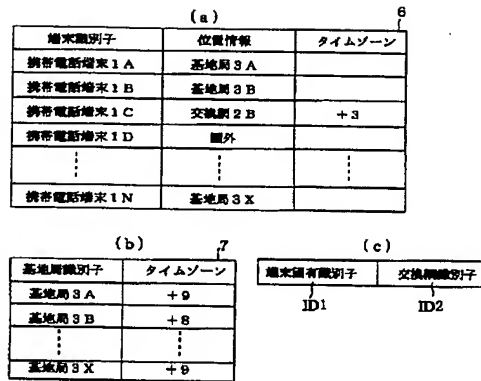 (a)
6
端末識別子 位置情報 タイムゾーン
携帯電話端末1A 基地局3A
携帯電話端末1B 基地局3B
携帯電話端末1C 交換網2B +3
携帯電話端末1D 圏外
携帯電話端末1N 基地局3X
(b)
7
基地局識別子 タイムゾーン
基地局3A +9
基地局3B +8
基地局3X +9
(c)
端末固有識別子 交換網識別子
ID1 ID2